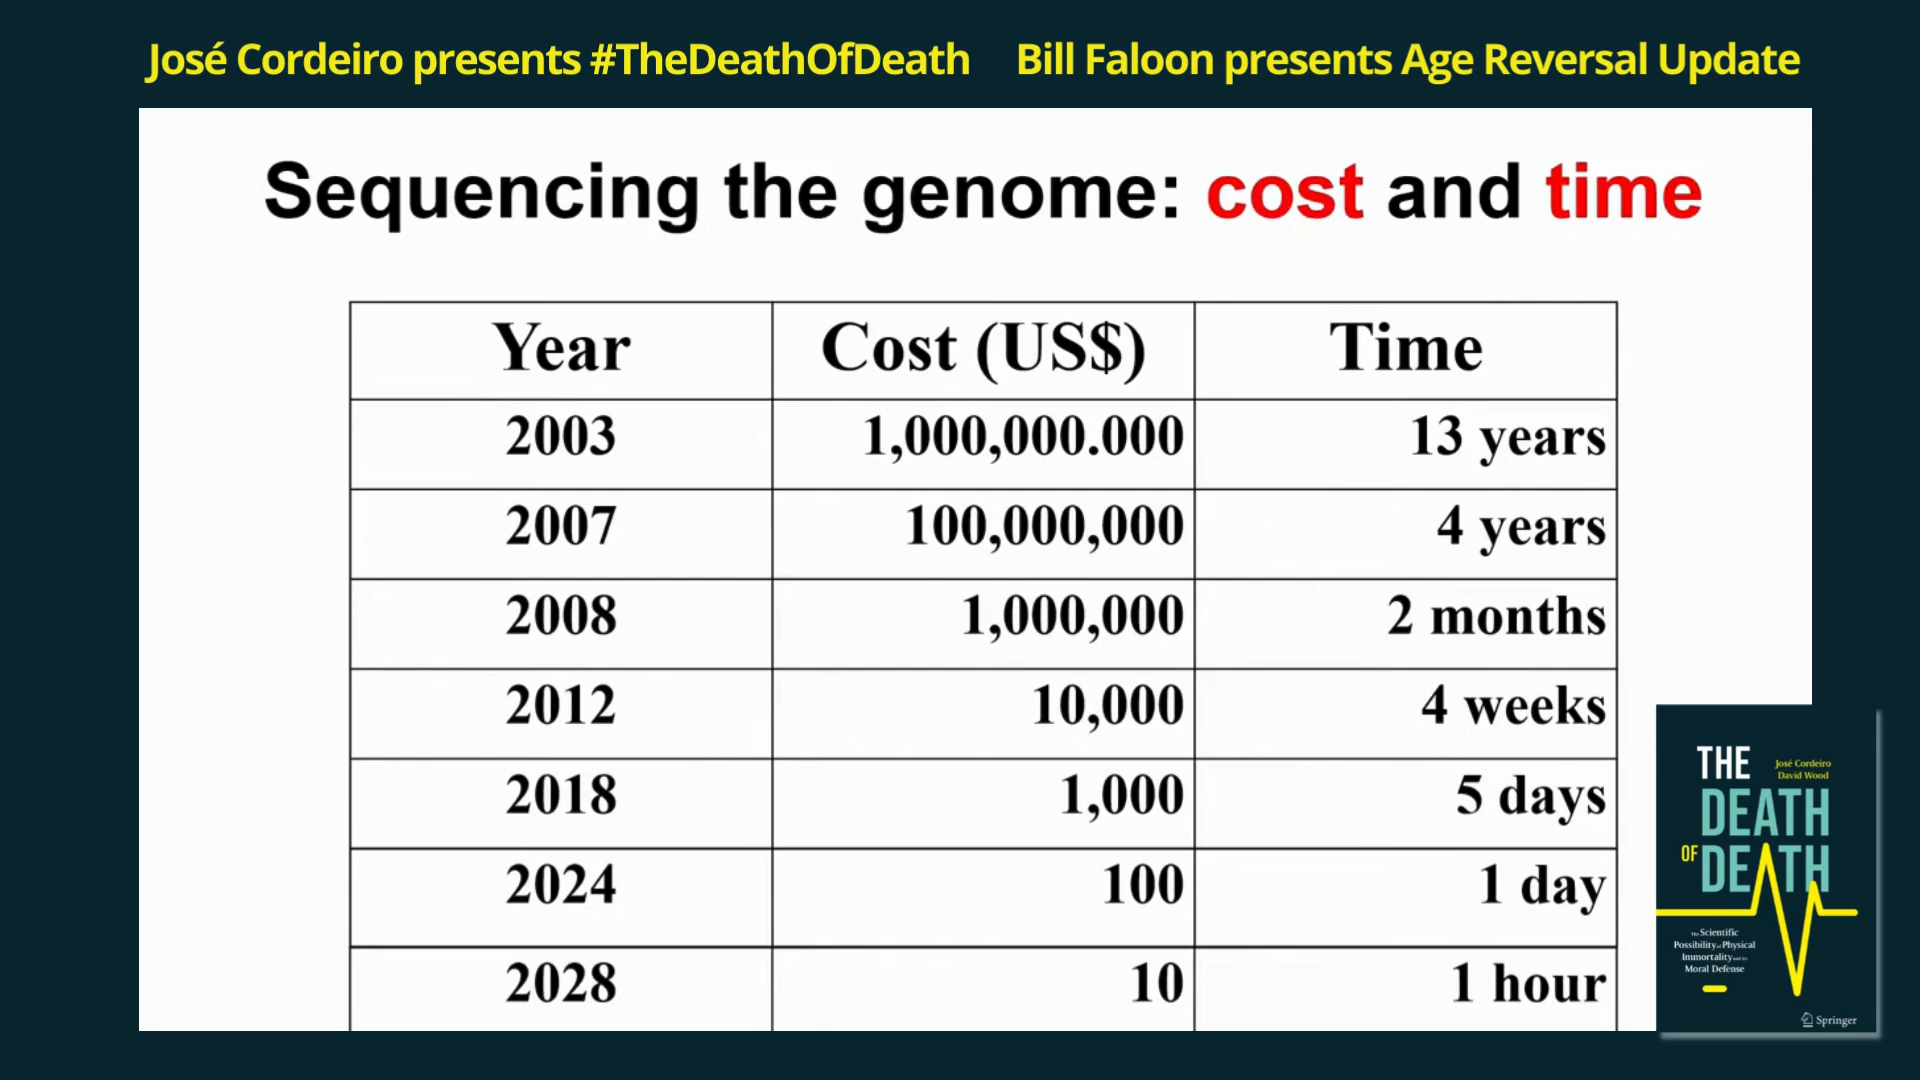 José Cordeiro presents #TheDeathOfDeath Bill Faloon presents Age Reversal Update
Sequencing the genome: cost and time
Year Cost (US$) Time
2003 1,000,000.000 13 years
2007 100,000,000 4 years
2008 1,000,000 2 months
2012 10,000 4 weeks
2018 1,000 5 days
2024 100 1 day
2028 10 1 hour
José Cordeiro
David Wood
THE
DEATH
OF DEATH
The Scientific
Possibility of Physical
Immortality and its
Moral Defense
Springer